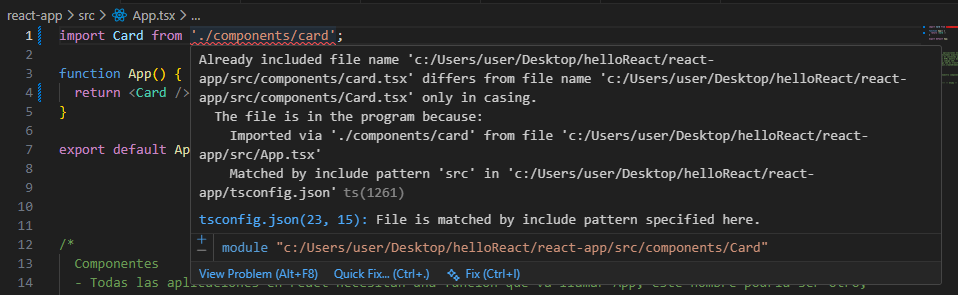 react-app > src > App.tsx > ...
1 import Card from './components/card';
2
3 function App() {
4 return <Card />
5 }
6
7 export default Ap
8
9
10
11
12 /*
13 Componentes
14 - Todas las aplicaciones en React necesitan una funcion que va llamar App, este nombre podria ser otro,
Already included file name 'c:/Users/user/Desktop/helloReact/react-
app/src/components/card.tsx' differs from file name 'c:/Users/user/Desktop/helloReact/react-
app/src/components/Card.tsx' only in casing.
The file is in the program because:
Imported via './components/card' from file 'c:/Users/user/Desktop/helloReact/react-
app/src/App.tsx'
Matched by include pattern 'src' in 'c:/Users/user/Desktop/helloReact/react-
app/tsconfig.json' ts(1261)
tsconfig.json(23, 15): File is matched by include pattern specified here.
module "c:/Users/user/Desktop/helloReact/react-app/src/components/Card"
View Problem (Alt+F8) Quick Fix... (Ctrl+.) Fix (Ctrl+I)